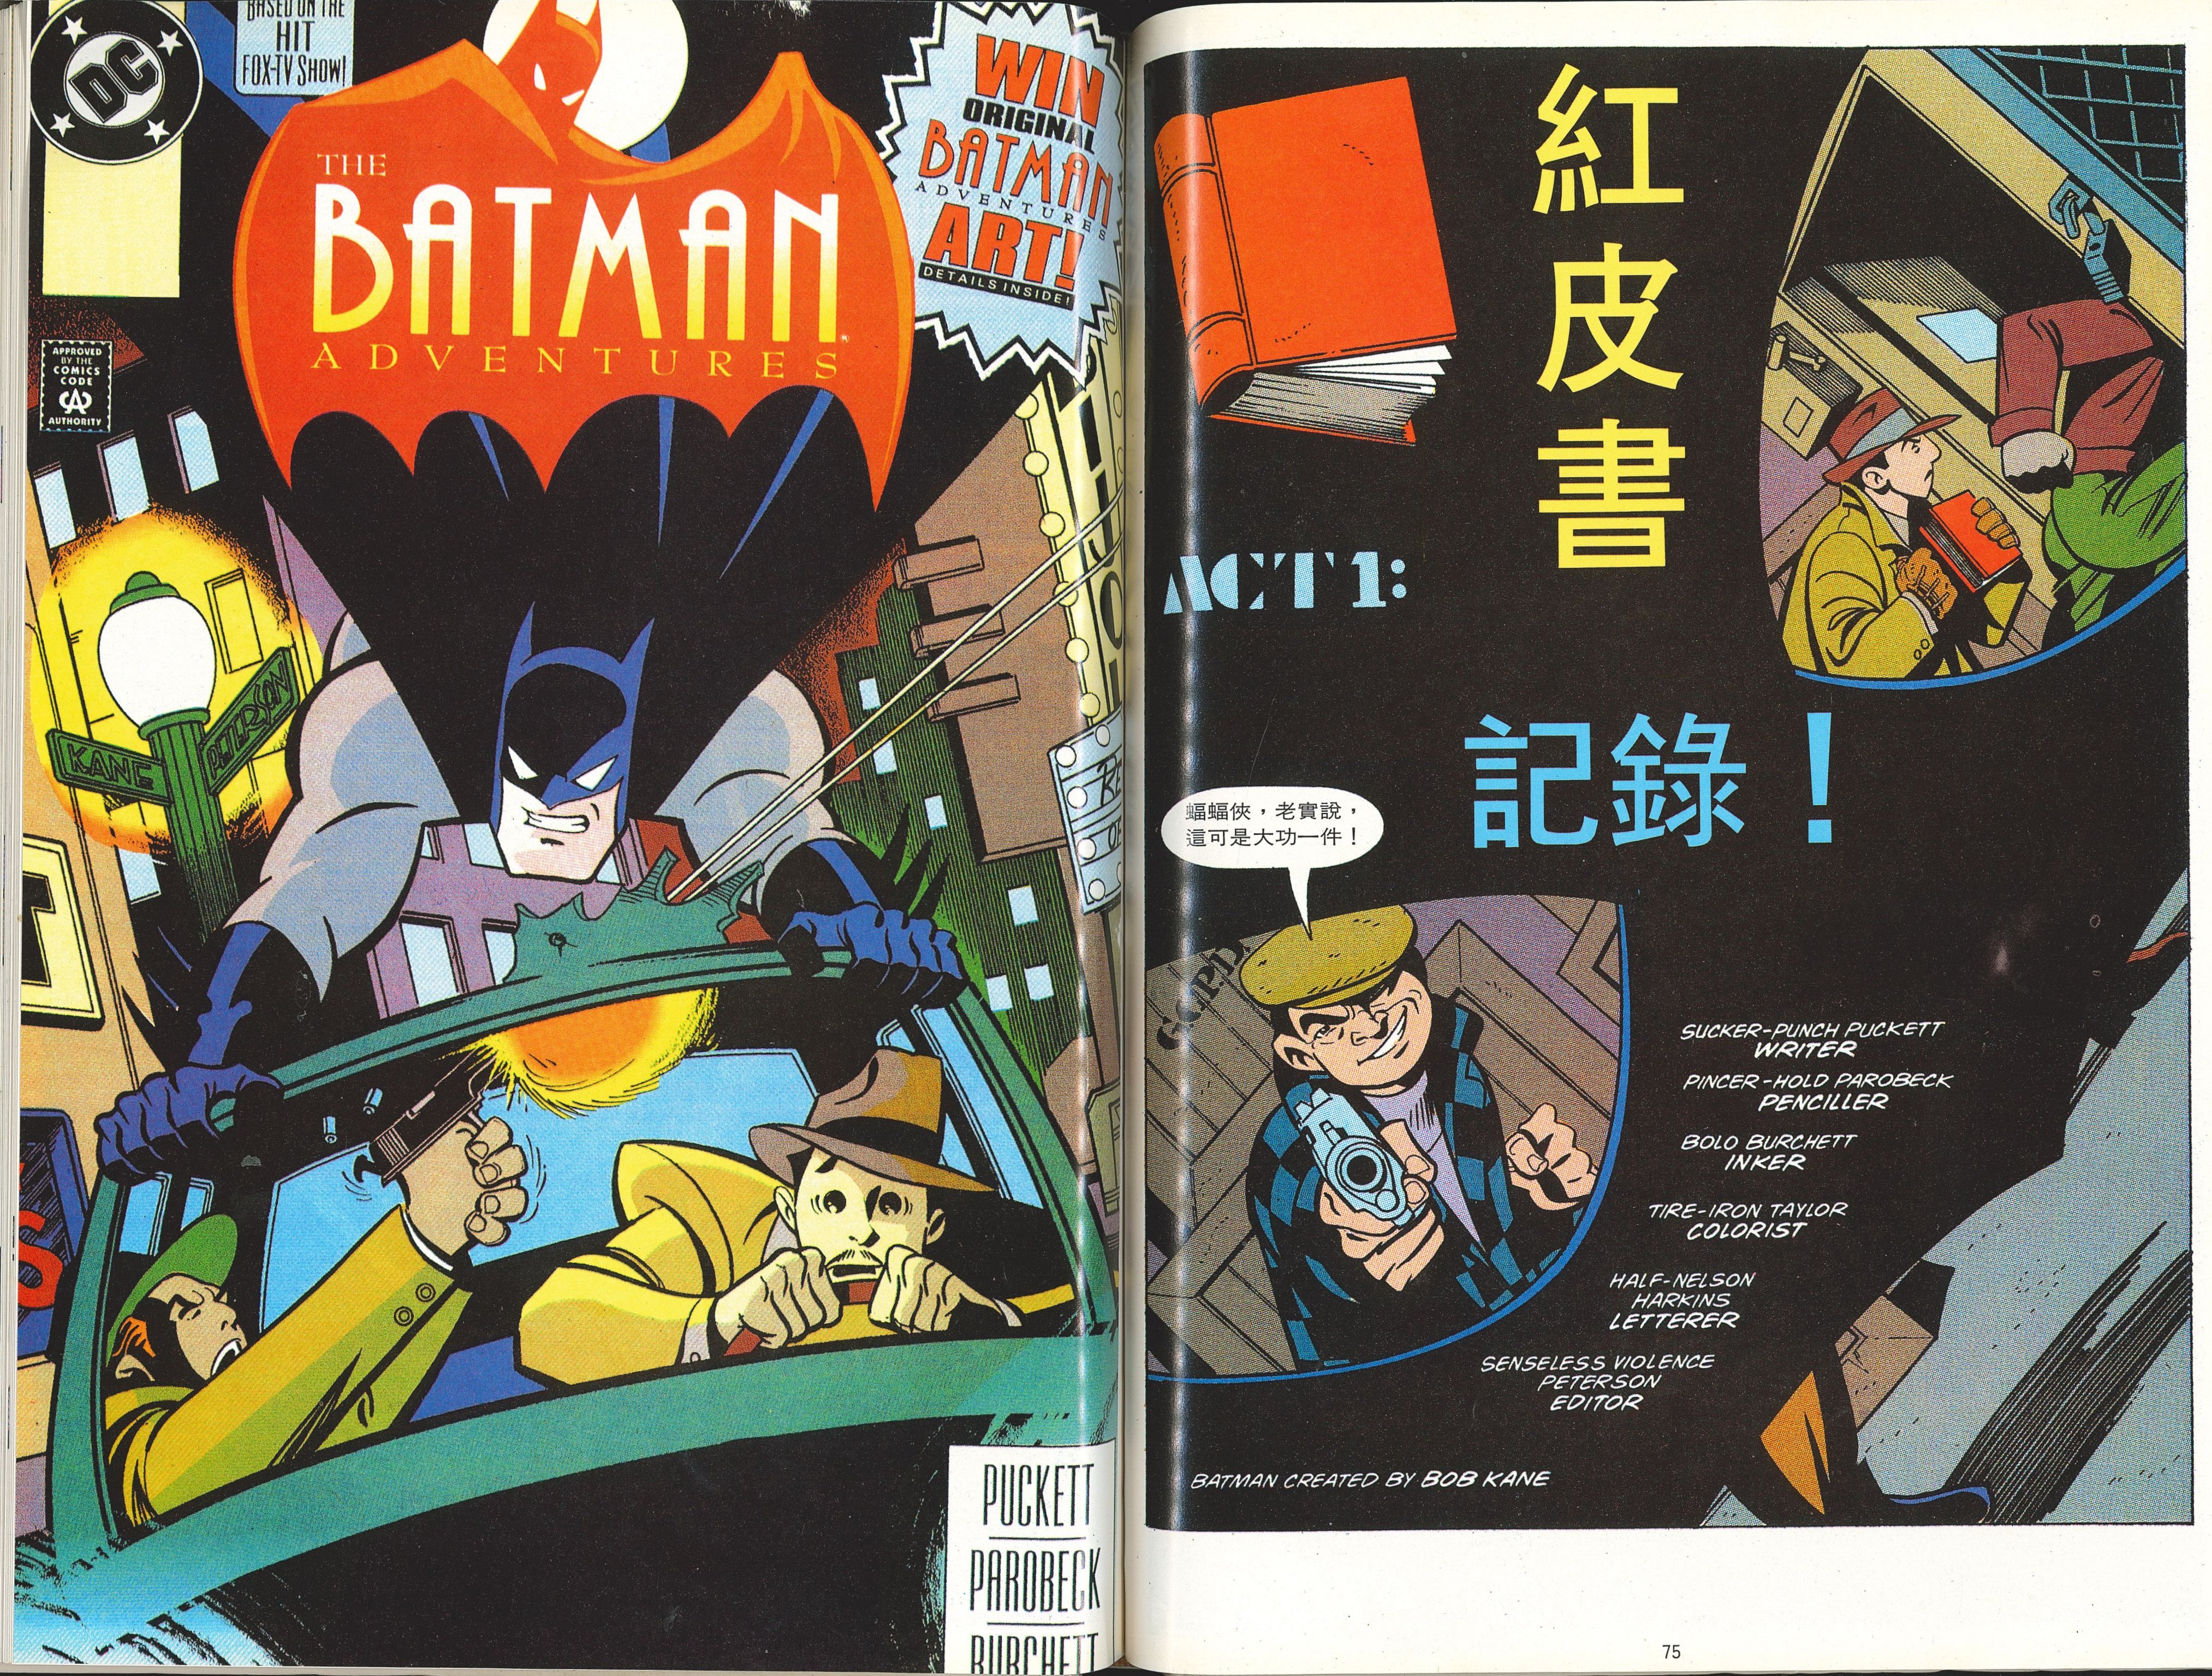 DC
BASED ON THE
HIT
FOX-TV SHOW!
THE
BATMAN
ADVENTURES
WIN
ORIGINAL
BATMAN
ADVENTURES
ART!
DETAILS INSIDE!
APPROVED
BY THE
COMICS
CODE
CA
AUTHORITY
KANE
PETERSON
PUCKETT
PAROBECK
BURCHETT
紅皮書
ACT 1:
記錄！
蝙蝠俠，老實說，
這可是大功一件！
G.C.P.D.
SUCKER-PUNCH PUCKETT
WRITER
PINCER-HOLD PAROBECK
PENCILLER
BOLO BURCHETT
INKER
TIRE-IRON TAYLOR
COLORIST
HALF-NELSON
HARKINS
LETTERER
SENSELESS VIOLENCE
PETERSON
EDITOR
BATMAN CREATED BY BOB KANE
75